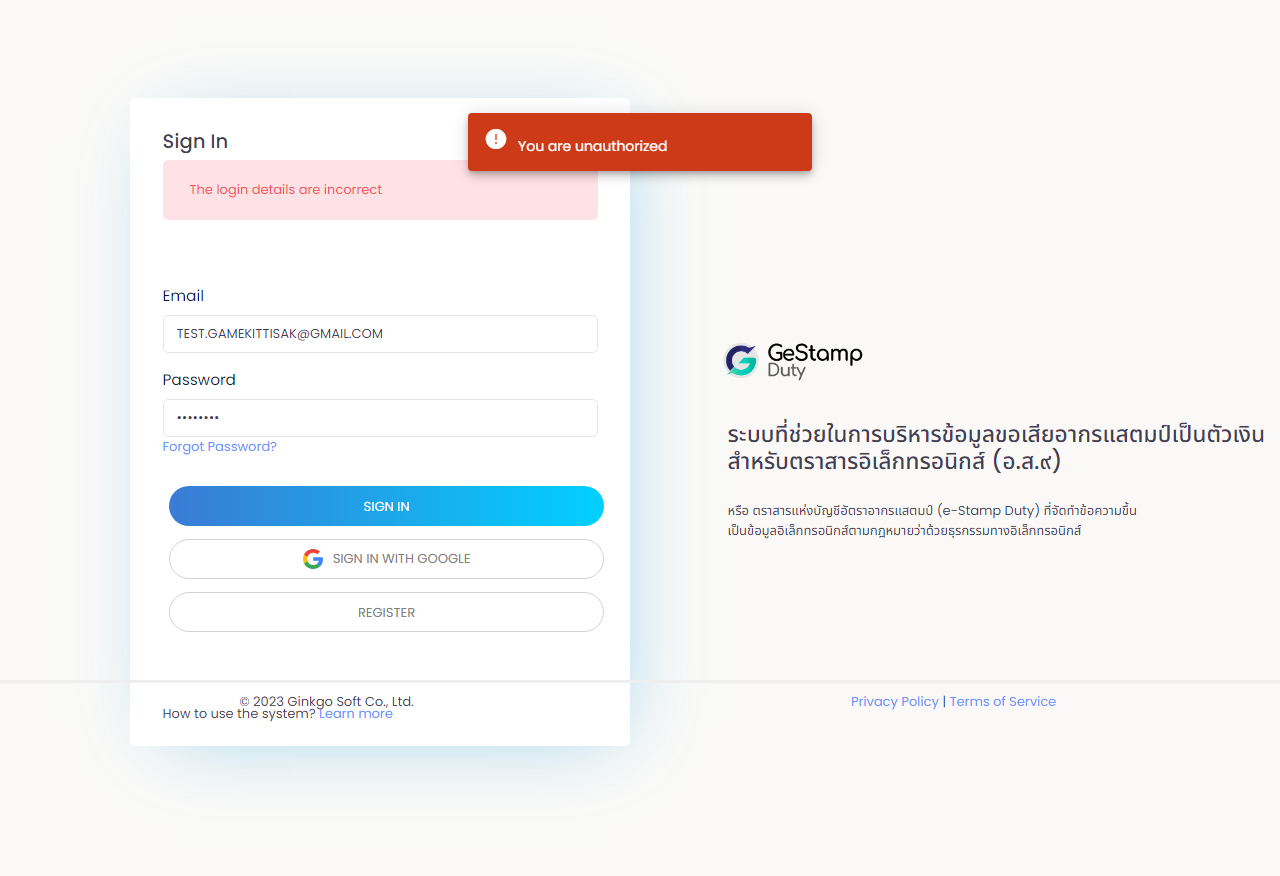 Sign In
You are unauthorized
The login details are incorrect
Email
TEST.GAMEKITTISAK@GMAIL.COM
Password
••••••••
Forgot Password?
SIGN IN
SIGN IN WITH GOOGLE
REGISTER
© 2023 Ginkgo Soft Co., Ltd.
How to use the system? Learn more
GeStamp
Duty
ระบบที่ช่วยในการบริหารข้อมูลขอเสียอากรแสตมป์เป็นตัวเงิน
สำหรับตราสารอิเล็กทรอนิกส์ (อ.ส.๙)
หรือ ตราสารแห่งบัญชีอัตราอากรแสตมป์ (e-Stamp Duty) ที่จัดทำข้อความขึ้น
เป็นข้อมูลอิเล็กทรอนิกส์ตามกฎหมายว่าด้วยธุรกรรมทางอิเล็กทรอนิกส์
Privacy Policy | Terms of Service